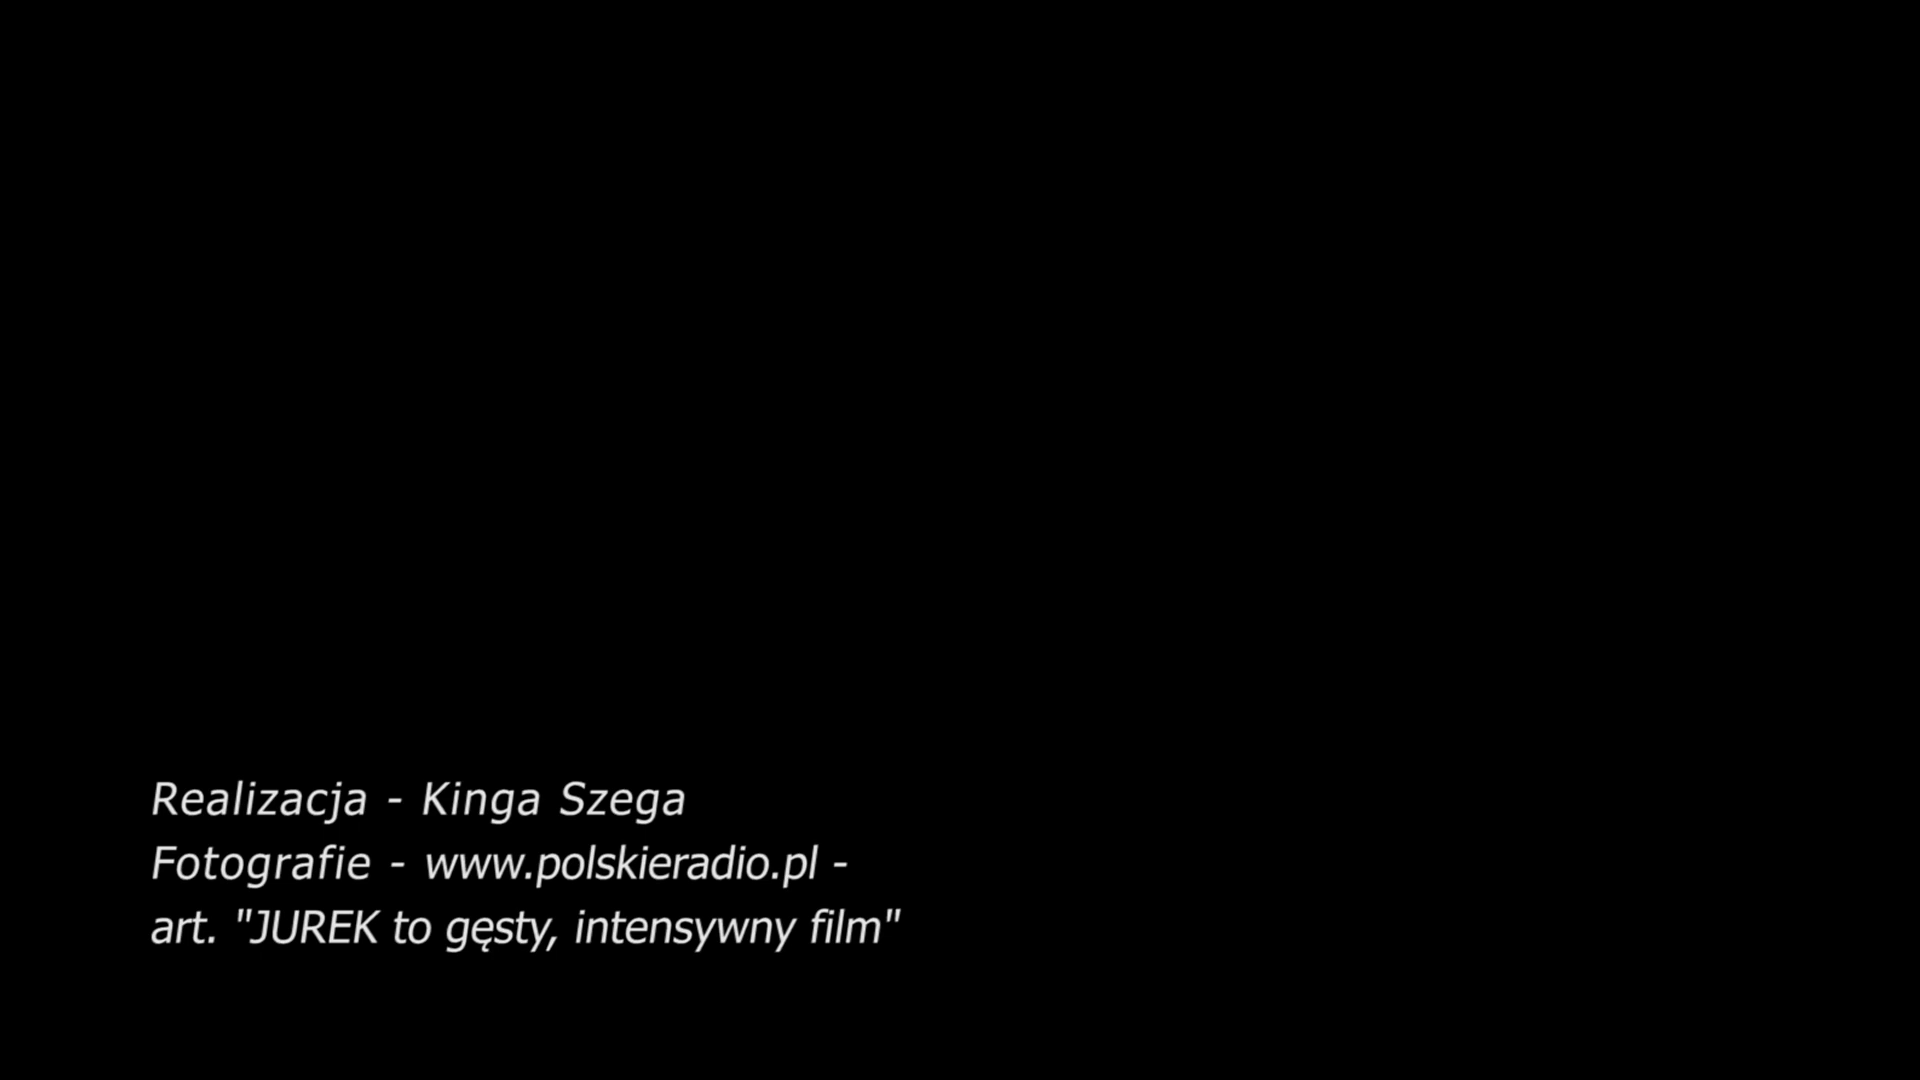 Realizacja - Kinga Szega
Fotografie - www.polskieradio.pl -
art. "JUREK to gęsty, intensywny film"